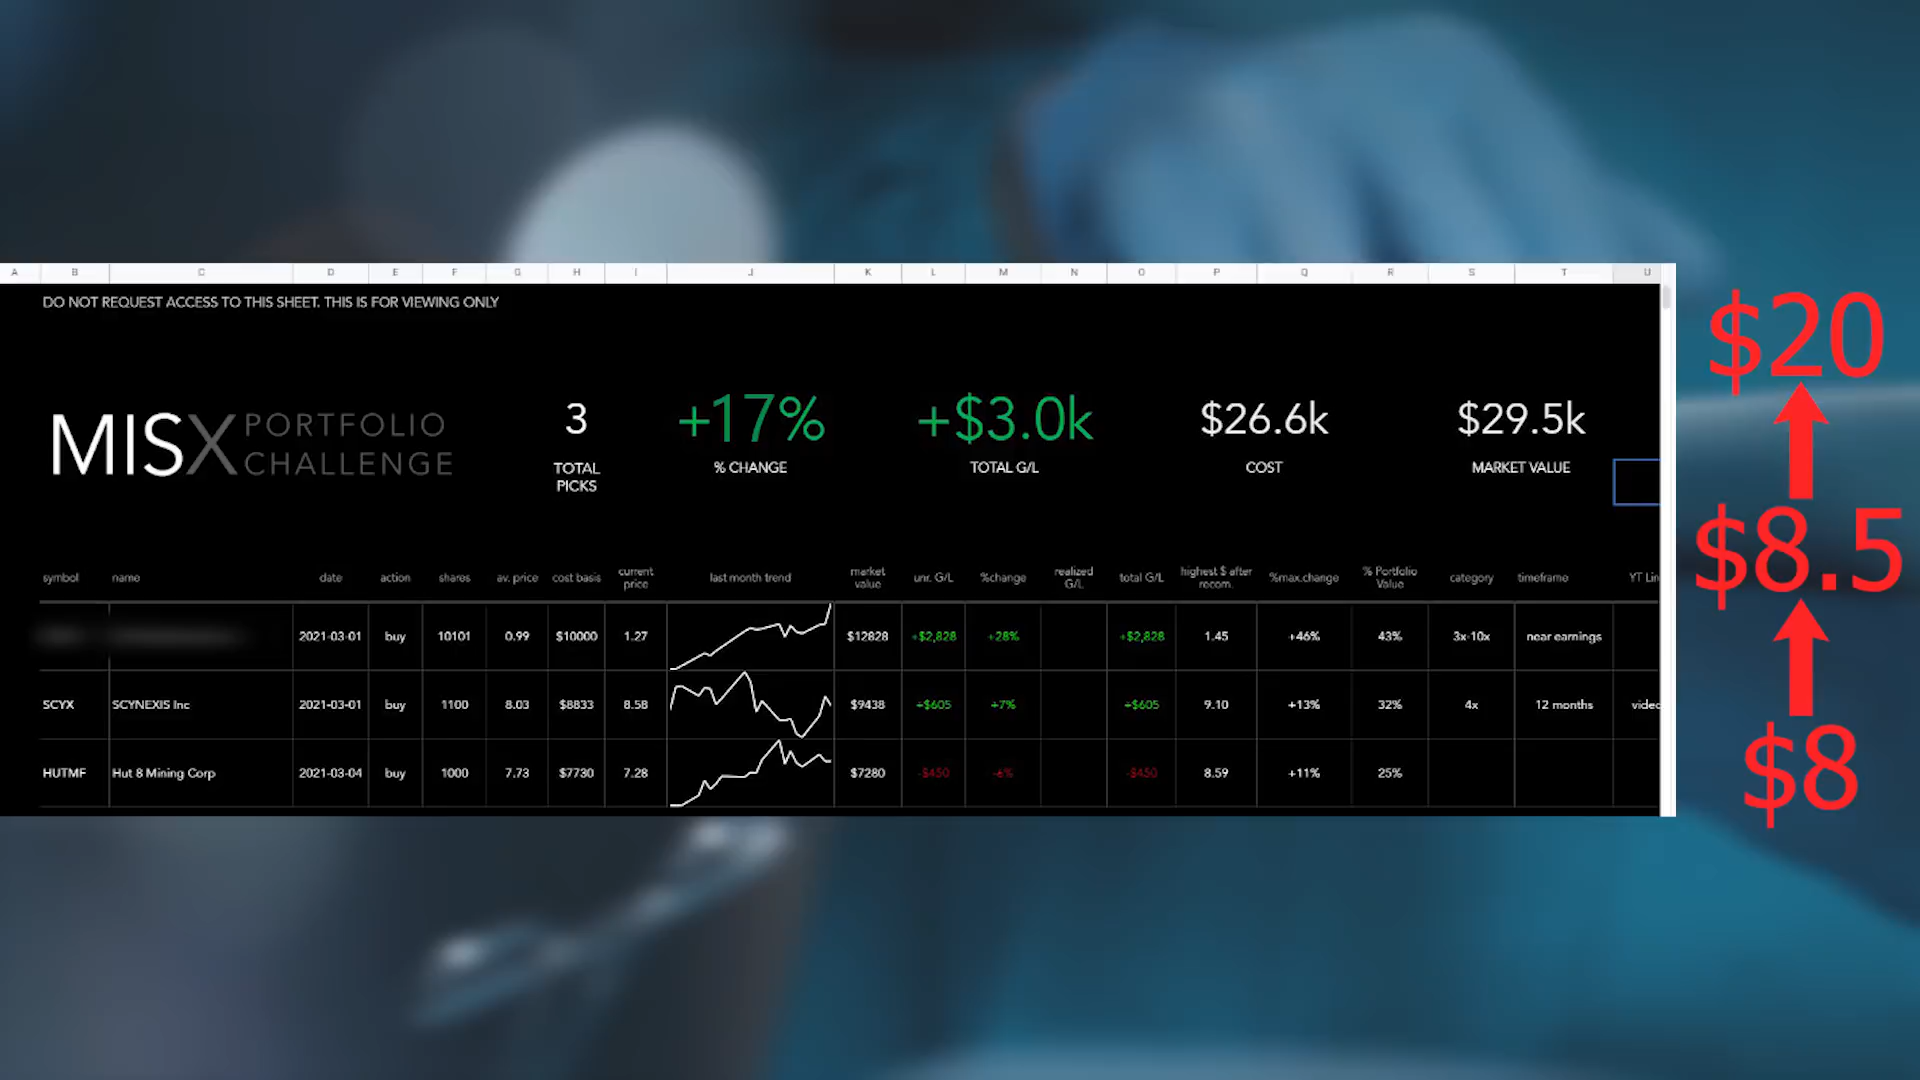 A B C D E F G H I J K L M N O P Q R S T U
DO NOT REQUEST ACCESS TO THIS SHEET. THIS IS FOR VIEWING ONLY
MISX PORTFOLIO CHALLENGE
3
TOTAL PICKS
+17%
% CHANGE
+$3.0k
TOTAL G/L
$26.6k
COST
$29.5k
MARKET VALUE
symbol name date action shares av. price cost basis current price last month trend market value unr. G/L %change realized G/L total G/L highest $ after recom. %max.change % Portfolio Value category timeframe YT Lin
2021-03-01 buy 10101 0.99 $10000 1.27 $12828 +$2,828 +28% +$2,828 1.45 +46% 43% 3x-10x near earnings
SCYX SCYNEXIS Inc 2021-03-01 buy 1100 8.03 $8833 8.58 $9438 +$605 +7% +$605 9.10 +13% 32% 4x 12 months video
HUTMF Hut 8 Mining Corp 2021-03-04 buy 1000 7.73 $7730 7.28 $7280 -$450 -6% -$450 8.59 +11% 25%
$20
$8.5
$8